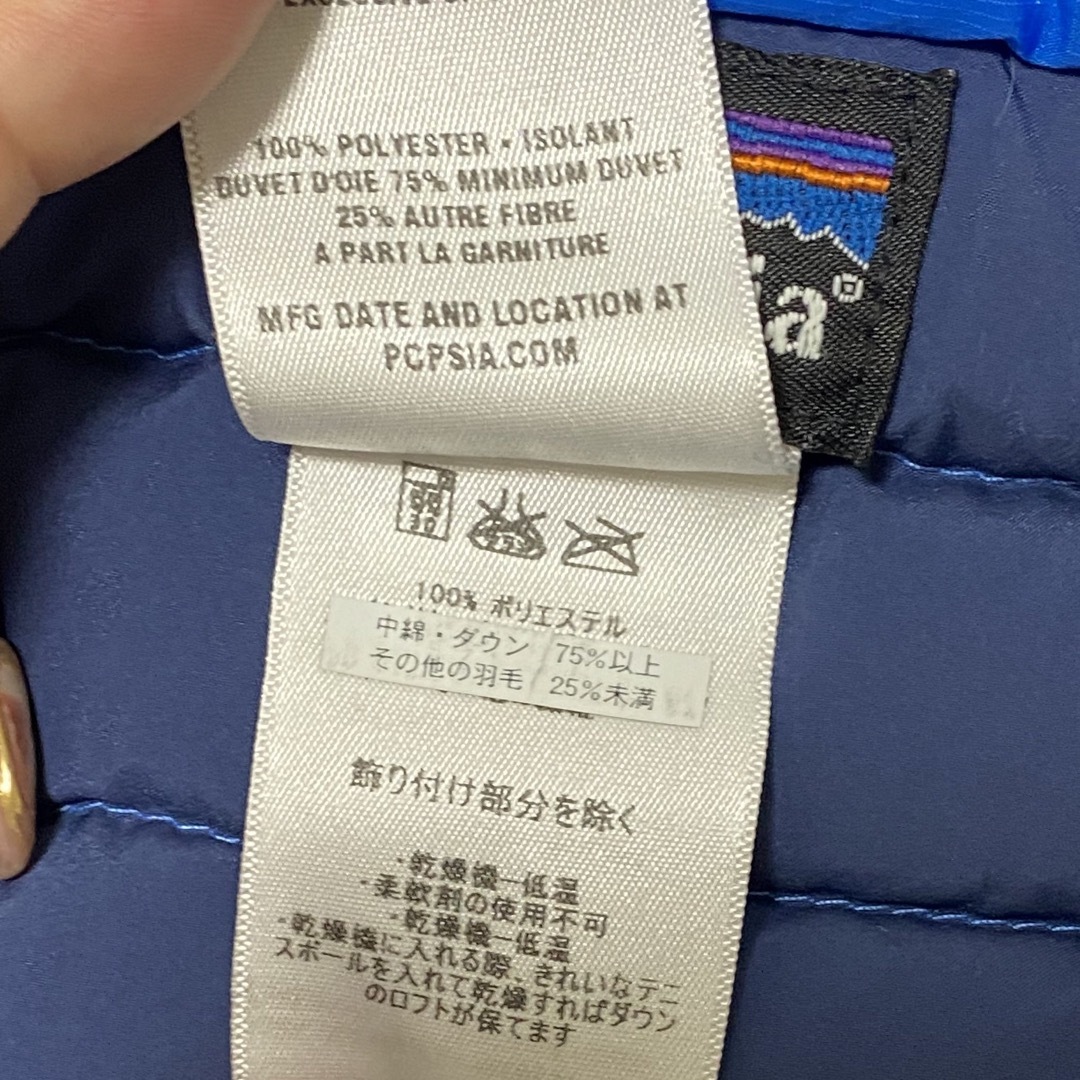 100% POLYESTER • ISOLANT
DUVET D'OIE 75% MINIMUM DUVET
25% AUTRE FIBRE
A PART LA GARNITURE
MFG DATE AND LOCATION AT
PCPSIA.COM
ia®
30
100% ポリエステル
中綿・ダウン 75%以上
その他の羽毛 25%未満
飾り付け部分を除く
・乾燥機ー低温
・柔軟剤の使用不可
・乾燥機ー低温
・乾燥機に入れる際、きれいなテニ
スボールを入れて乾燥すればダウン
のロフトが保てます